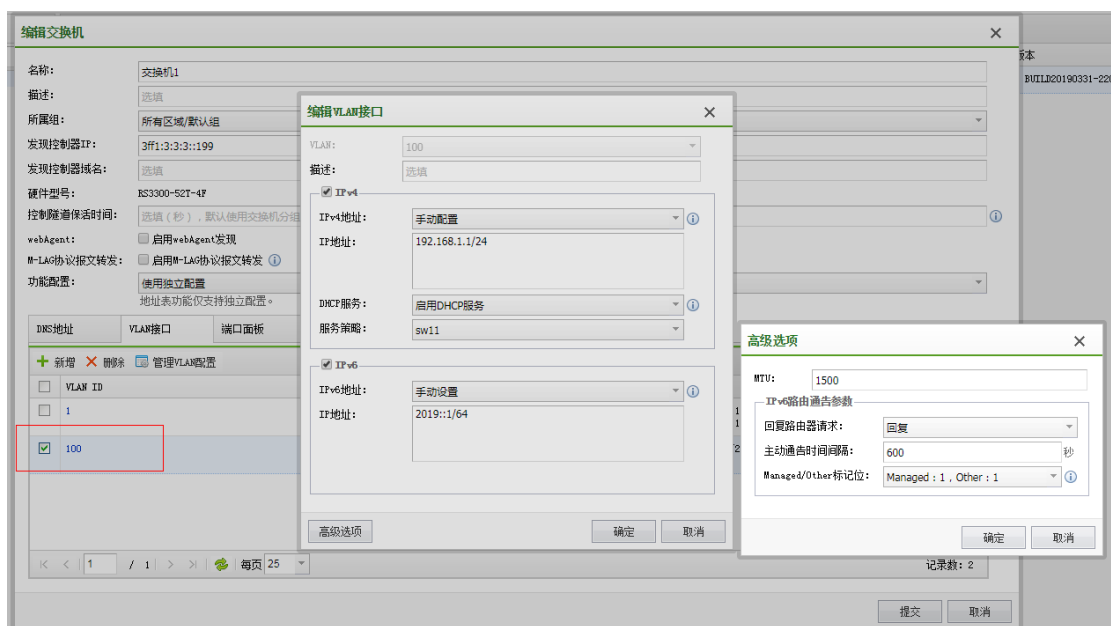 编辑交换机
版本
BUILD20190331-220
名称：
交换机1
描述：
选填
所属组：
所有区域/默认组
发现控制器IP：
3ff1:3:3:3::199
发现控制器域名：
选填
硬件型号：
RS3300-52T-4F
控制隧道保活时间：
选填（秒），默认使用交换机分组
webAgent：
启用webAgent发现
M-LAG协议报文转发：
启用M-LAG协议报文转发
功能配置：
使用独立配置
地址表功能仅支持独立配置。
DNS地址
VLAN接口
端口面板
新增
删除
管理VLAN配置
VLAN ID
1
100
1 / 1
每页 25
记录数：2
提交
取消
编辑VLAN接口
VLAN：
100
描述：
选填
IPv4
IPv4地址：
手动配置
IP地址：
192.168.1.1/24
DHCP服务：
启用DHCP服务
服务策略：
sw11
IPv6
IPv6地址：
手动设置
IP地址：
2019::1/64
高级选项
确定
取消
高级选项
MTU：
1500
IPv6路由通告参数
回复路由器请求：
回复
主动通告时间间隔：
600
秒
Managed/Other标记位：
Managed：1，Other：1
确定
取消